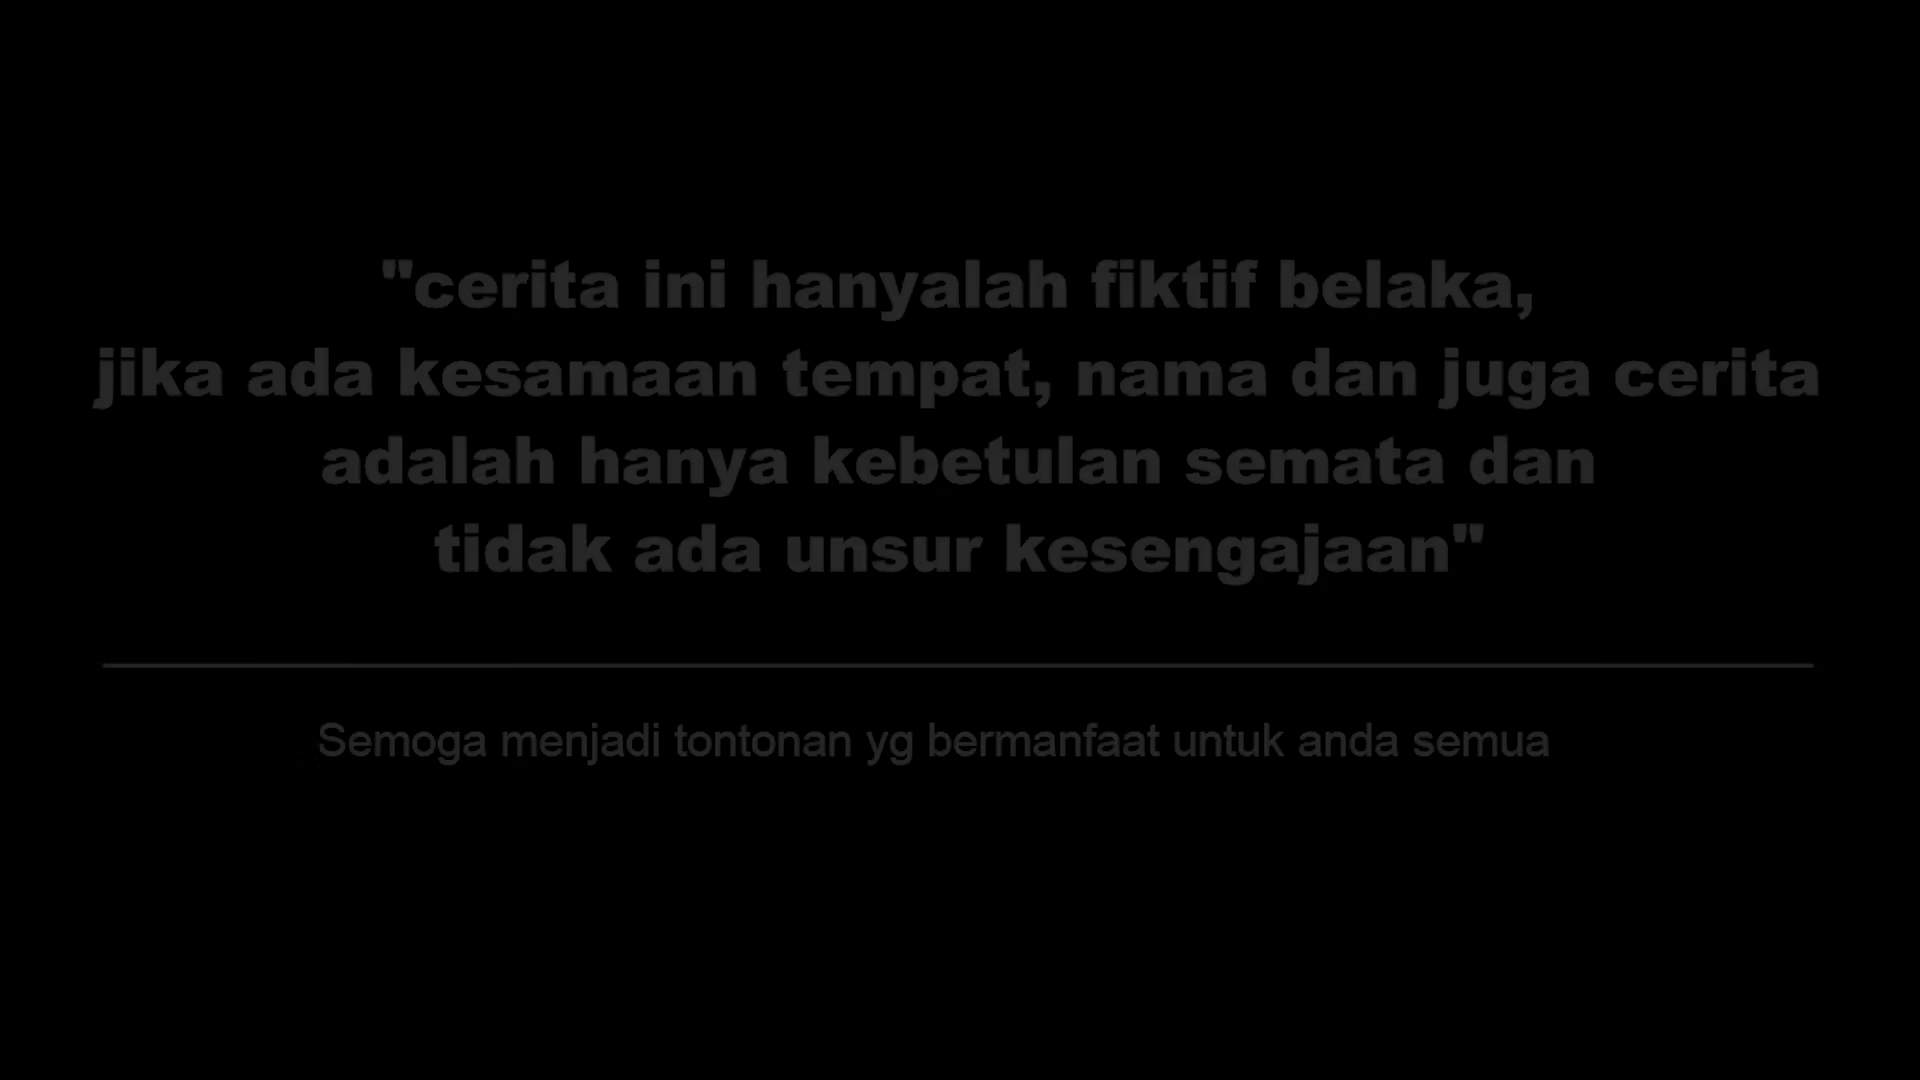 "cerita ini hanyalah fiktif belaka,
jika ada kesamaan tempat, nama dan juga cerita
adalah hanya kebetulan semata dan
tidak ada unsur kesengajaan"
Semoga menjadi tontonan yg bermanfaat untuk anda semua